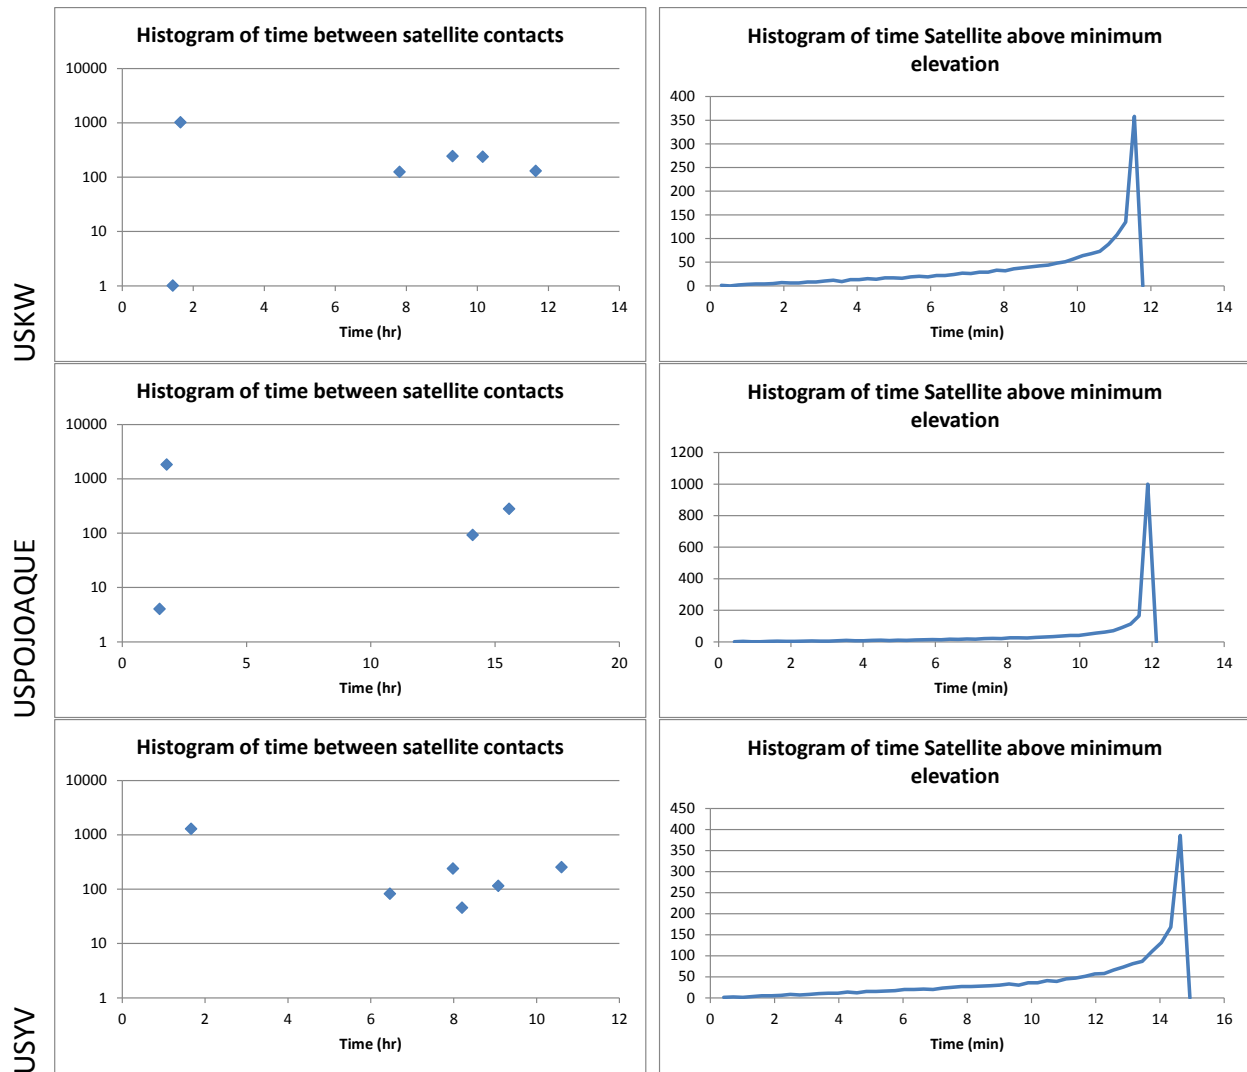 USKW
Histogram of time between satellite contacts
10000
1000
100
10
1
0 2 4 6 8 10 12 14
Time (hr)
Histogram of time Satellite above minimum
elevation
400
350
300
250
200
150
100
50
0
0 2 4 6 8 10 12 14
Time (min)
USPOJOAQUE
Histogram of time between satellite contacts
10000
1000
100
10
1
0 5 10 15 20
Time (hr)
Histogram of time Satellite above minimum
elevation
1200
1000
800
600
400
200
0
0 2 4 6 8 10 12 14
Time (min)
USYV
Histogram of time between satellite contacts
10000
1000
100
10
1
0 2 4 6 8 10 12
Time (hr)
Histogram of time Satellite above minimum
elevation
450
400
350
300
250
200
150
100
50
0
0 2 4 6 8 10 12 14 16
Time (min)